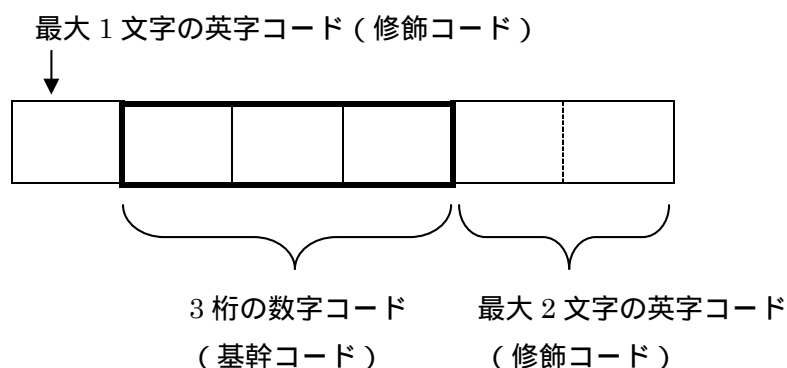 最大 1 文字の英字コード（修飾コード）
3 桁の数字コード
（基幹コード）
最大 2 文字の英字コード
（修飾コード）